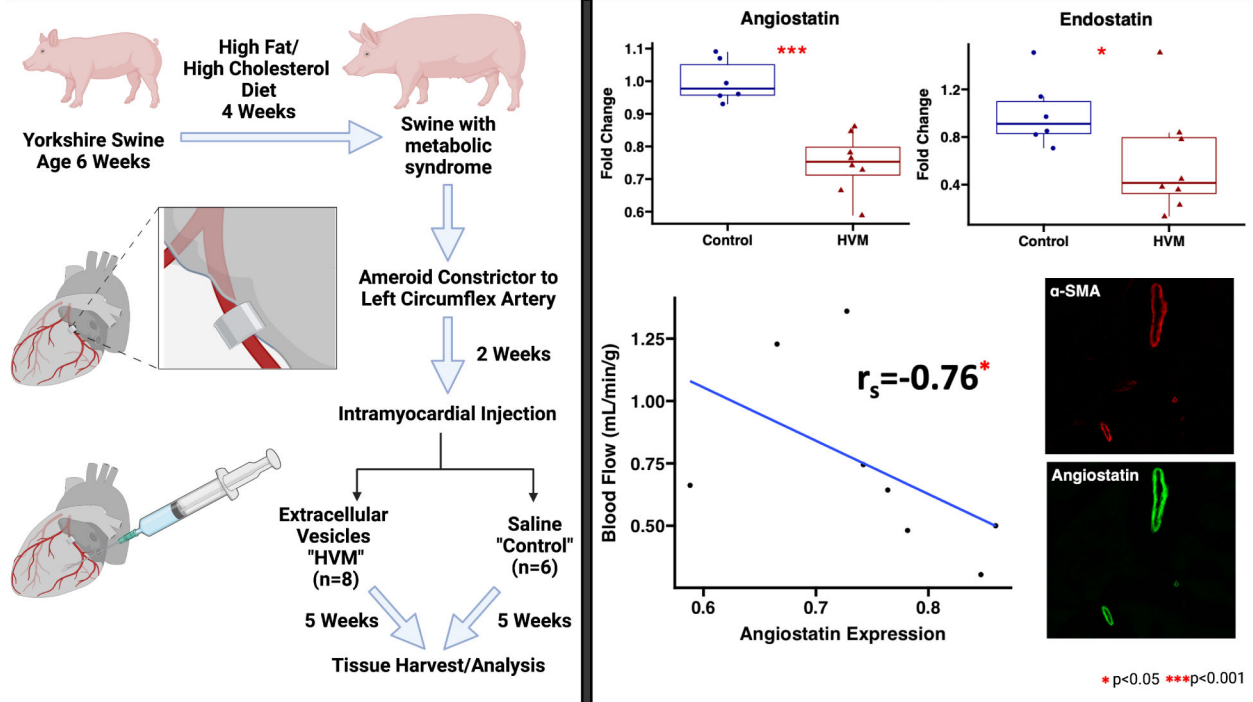 High Fat/
High Cholesterol
Diet
4 Weeks
Yorkshire Swine
Age 6 Weeks
Swine with
metabolic
syndrome
Ameroid Constrictor to
Left Circumflex Artery
2 Weeks
Intramyocardial Injection
Extracellular
Vesicles
"HVM"
(n=8)
Saline
"Control"
(n=6)
5 Weeks
5 Weeks
Tissue Harvest/Analysis
Angiostatin
***
Fold Change
1.1
1.0
0.9
0.8
0.7
0.6
Control
HVM
Endostatin
*
Fold Change
1.2
0.8
0.4
Control
HVM
Blood Flow (mL/min/g)
1.25
1.00
0.75
0.50
rs=-0.76*
0.6
0.7
0.8
Angiostatin Expression
α-SMA
Angiostatin
* p<0.05 ***p<0.001